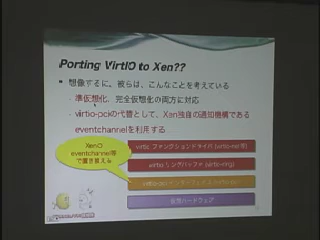 Porting VirtIO to Xen??
想像するに、彼らは、こんなことを考えている
準仮想化、完全仮想化の両方に対応
virtio-pciの代替として、Xen独自の通知機構である
eventchannelを利用する
Xenの
eventchannel等
で置き換える
virtio ファンクションドライバ (virtio-net等)
virtio リングバッファ (virtio-ring)
仮想ハードウェア